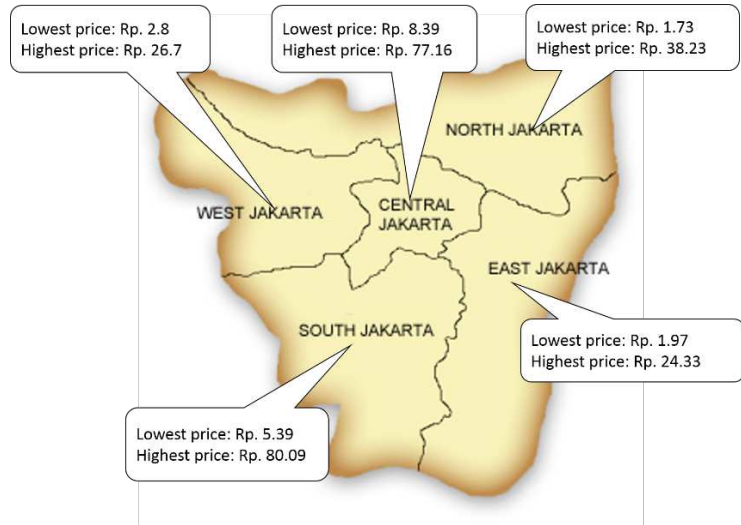 Lowest price: Rp. 2.8
Highest price: Rp. 26.7
Lowest price: Rp. 8.39
Highest price: Rp. 77.16
Lowest price: Rp. 1.73
Highest price: Rp. 38.23
NORTH JAKARTA
WEST JAKARTA
CENTRAL
JAKARTA
EAST JAKARTA
SOUTH JAKARTA
Lowest price: Rp. 1.97
Highest price: Rp. 24.33
Lowest price: Rp. 5.39
Highest price: Rp. 80.09